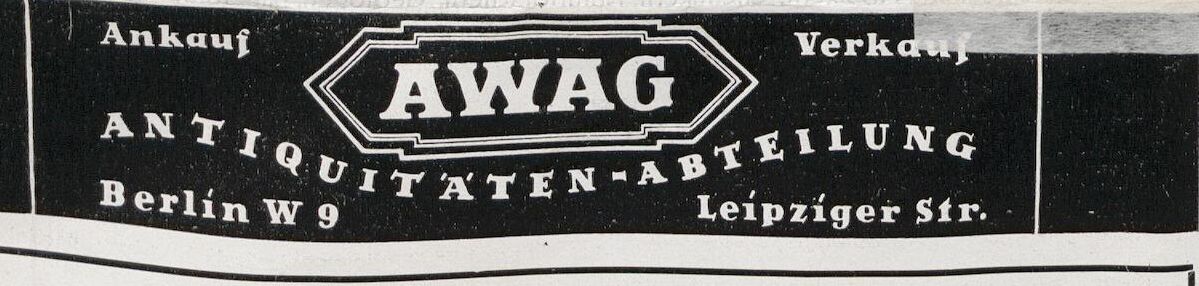 Ankauf
Verkauf
AWAG
ANTIQUITÄTEN-ABTEILUNG
Berlin W 9
Leipziger Str.